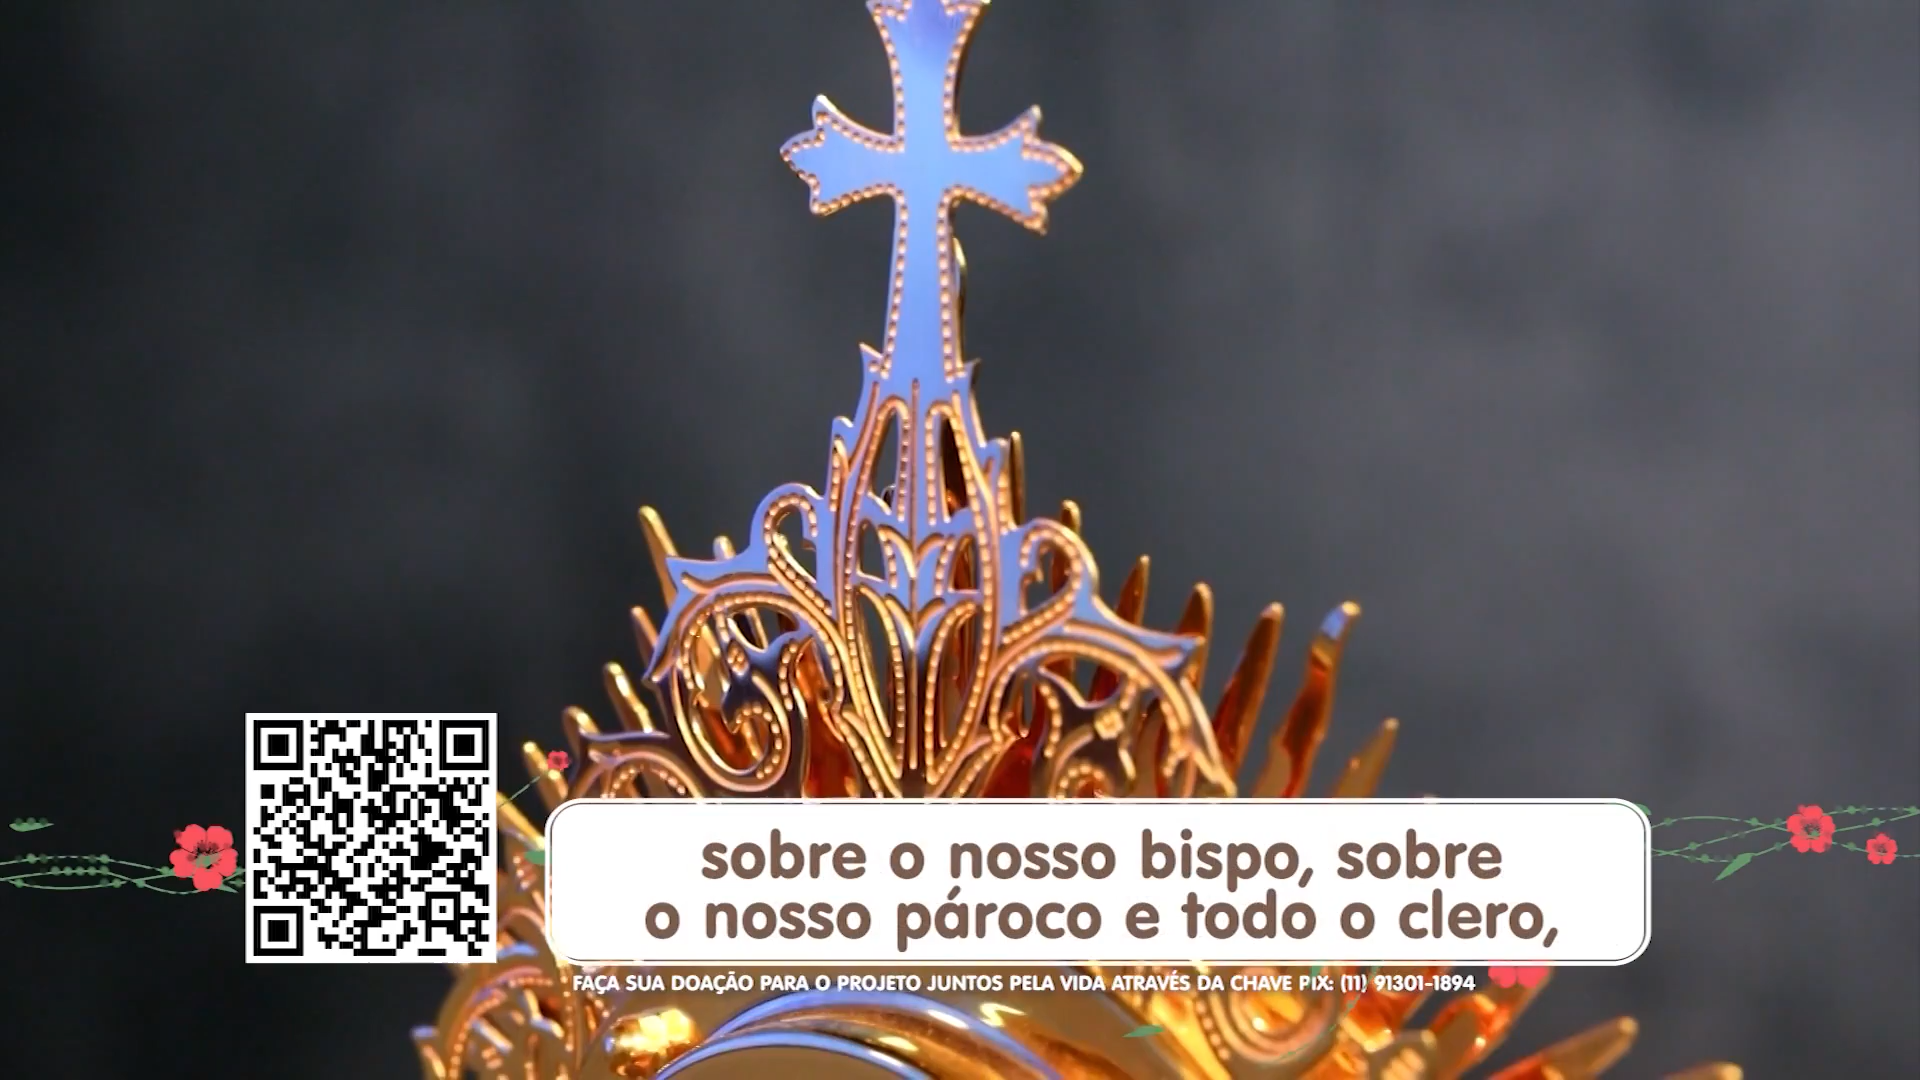 sobre o nosso bispo, sobre
o nosso pároco e todo o clero,
FAÇA SUA DOAÇÃO PARA O PROJETO JUNTOS PELA VIDA ATRAVÉS DA CHAVE PIX: (11) 91301-1894